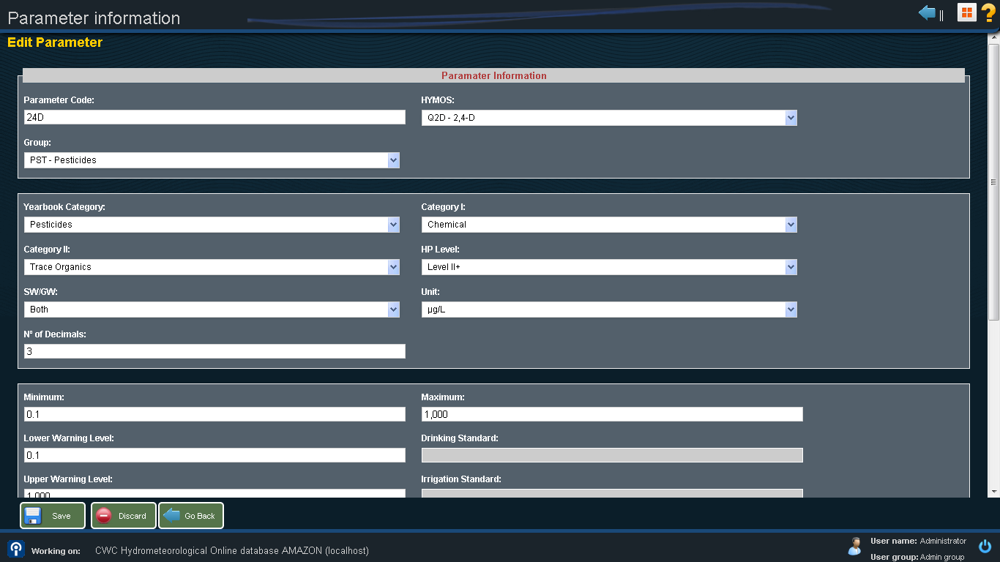 Parameter information
Edit Parameter
Paramater Information
Parameter Code:
HYMOS:
24D
Q2D - 2,4-D
Group:
PST - Pesticides
Yearbook Category:
Category I:
Pesticides
Chemical
Category II:
HP Level:
Trace Organics
Level II+
SW/GW:
Unit:
Both
µg/L
Nº of Decimals:
3
Minimum:
Maximum:
0.1
1,000
Lower Warning Level:
Drinking Standard:
0.1
Upper Warning Level:
Irrigation Standard:
1,000
Save
Discard
Go Back
Working on: CWC Hydrometeorological Online database AMAZON (localhost)
User name: Administrator
User group: Admin group